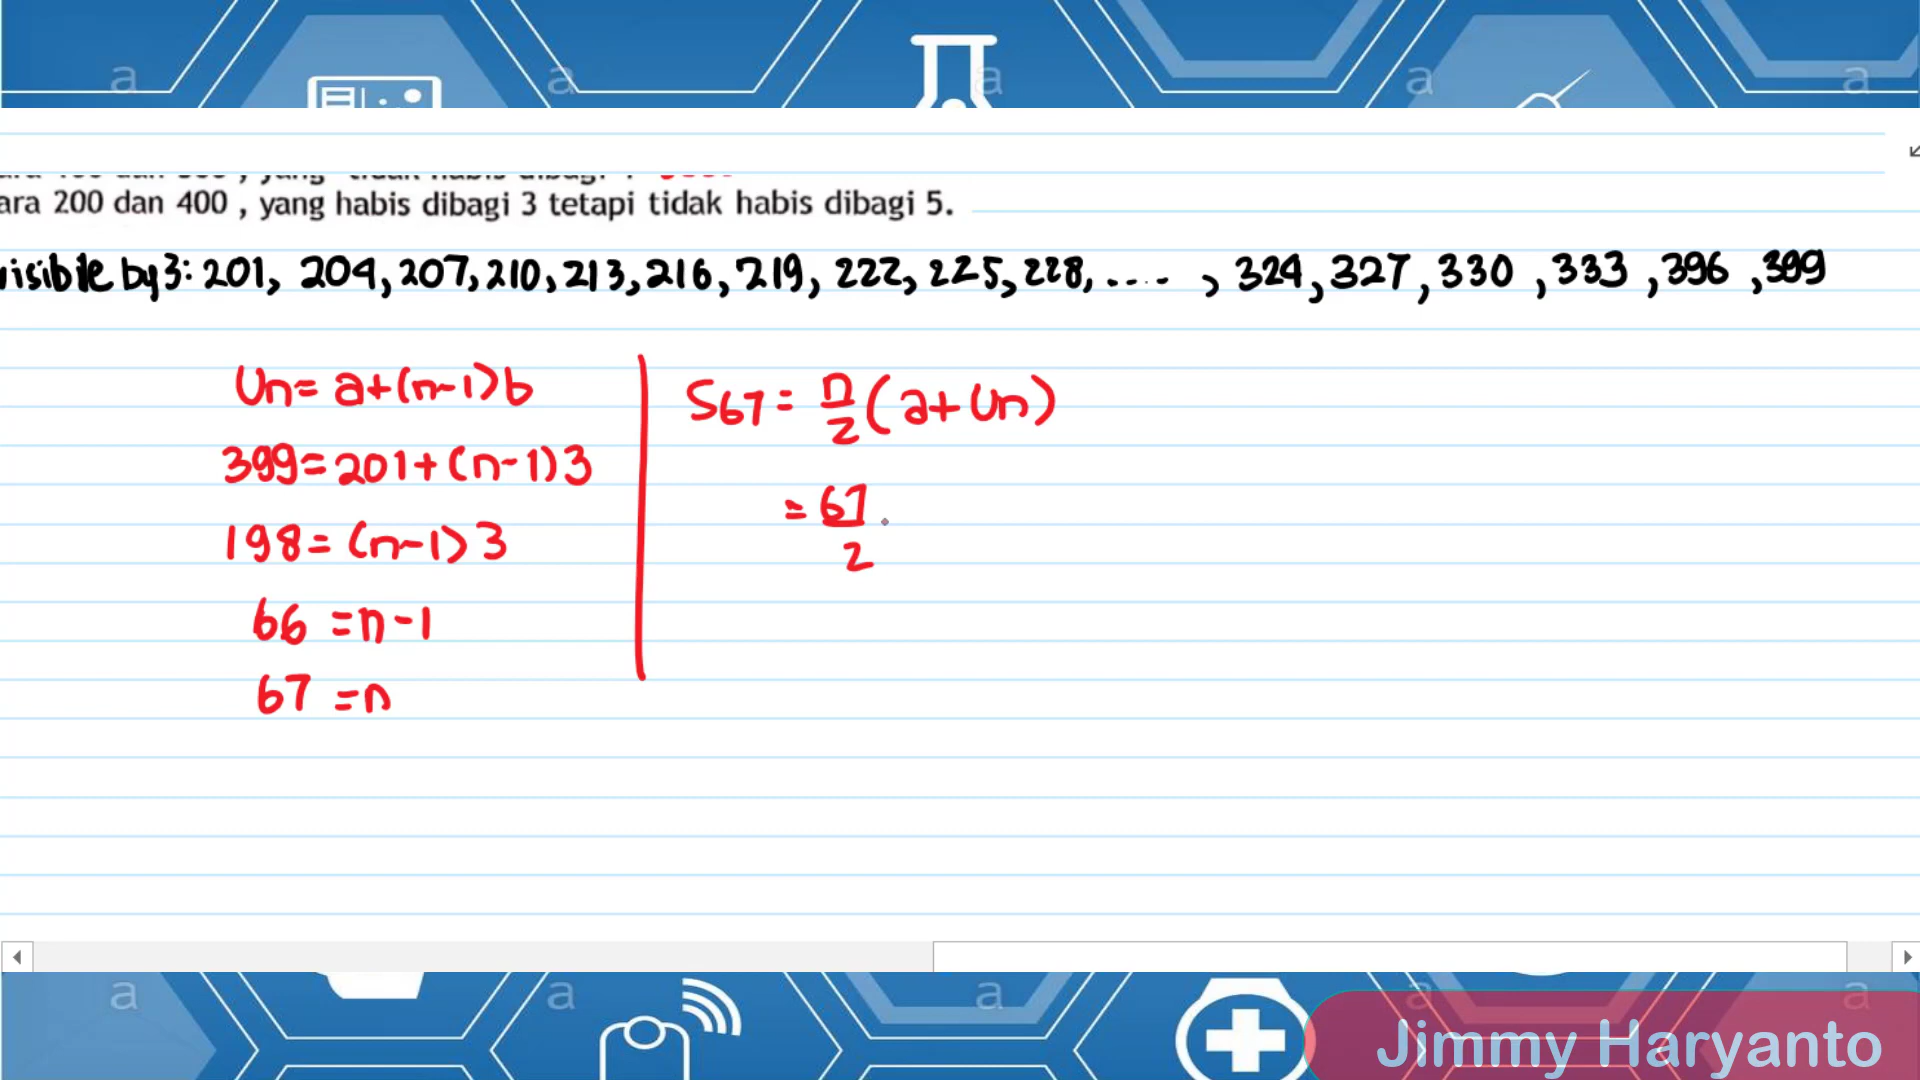 ara 200 dan 400 , yang habis dibagi 3 tetapi tidak habis dibagi 5.
visible by 3: 201, 204, 207, 210, 213, 216, 219, 222, 225, 228, .... , 324, 327, 330 , 333 , 396 , 399
Un= a+(n-1)b
399= 201+(n-1)3
198= (n-1)3
66 =n-1
67 =n
S67= n/2 (a+Un)
= 67/2
Jimmy Haryanto
a a a a a
a a a a a